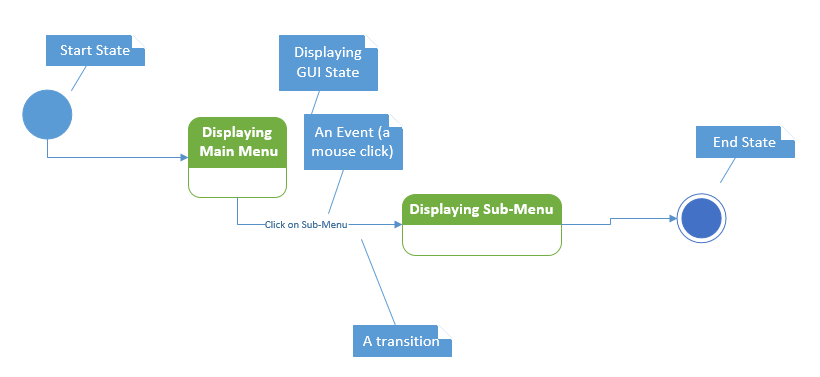 Start State
Displaying
GUI State
Displaying
Main Menu
An Event (a
mouse click)
End State
Displaying Sub-Menu
Click on Sub-Menu
A transition